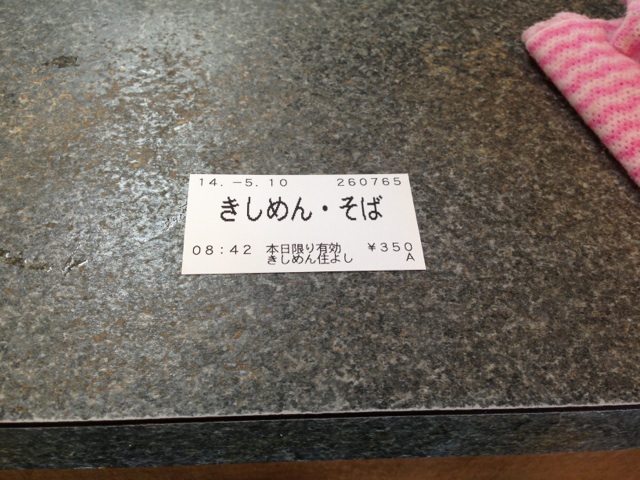 14.-5.10 260765
きしめん・そば
08:42 本日限り有効 ¥350
きしめん住よし A